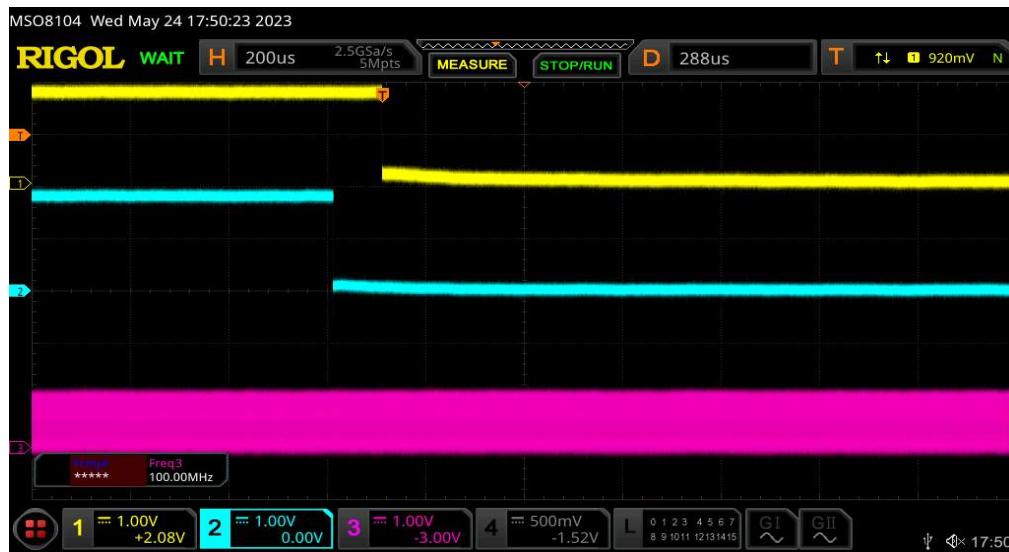 MSO8104 Wed May 24 17:50:23 2023
RIGOL WAIT H 200us 2.5GSa/s 5Mpts MEASURE STOP/RUN D 288us T 1 920mV N
T
T
1
2
3
Freq3
***** 100.00MHz
1 1.00V +2.08V 2 1.00V 0.00V 3 1.00V -3.00V 4 500mV -1.52V L 0 1 2 3 4 5 6 7 GI GII
8 9 10 11 12 13 14 15
17:50